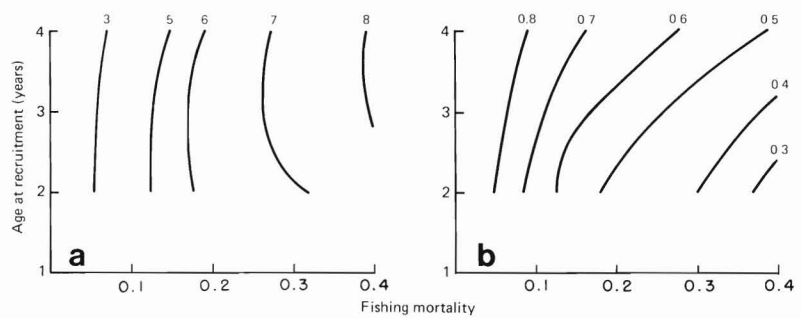 3 5 6 7 8
4
3
2
1
Age at recruitment (years)
a
0.1 0.2 0.3 0.4
0.8 0 7 0 6 0 5
0 4
0 3
4
3
2
1
b
0.1 0.2 0.3 0.4
Fishing mortality